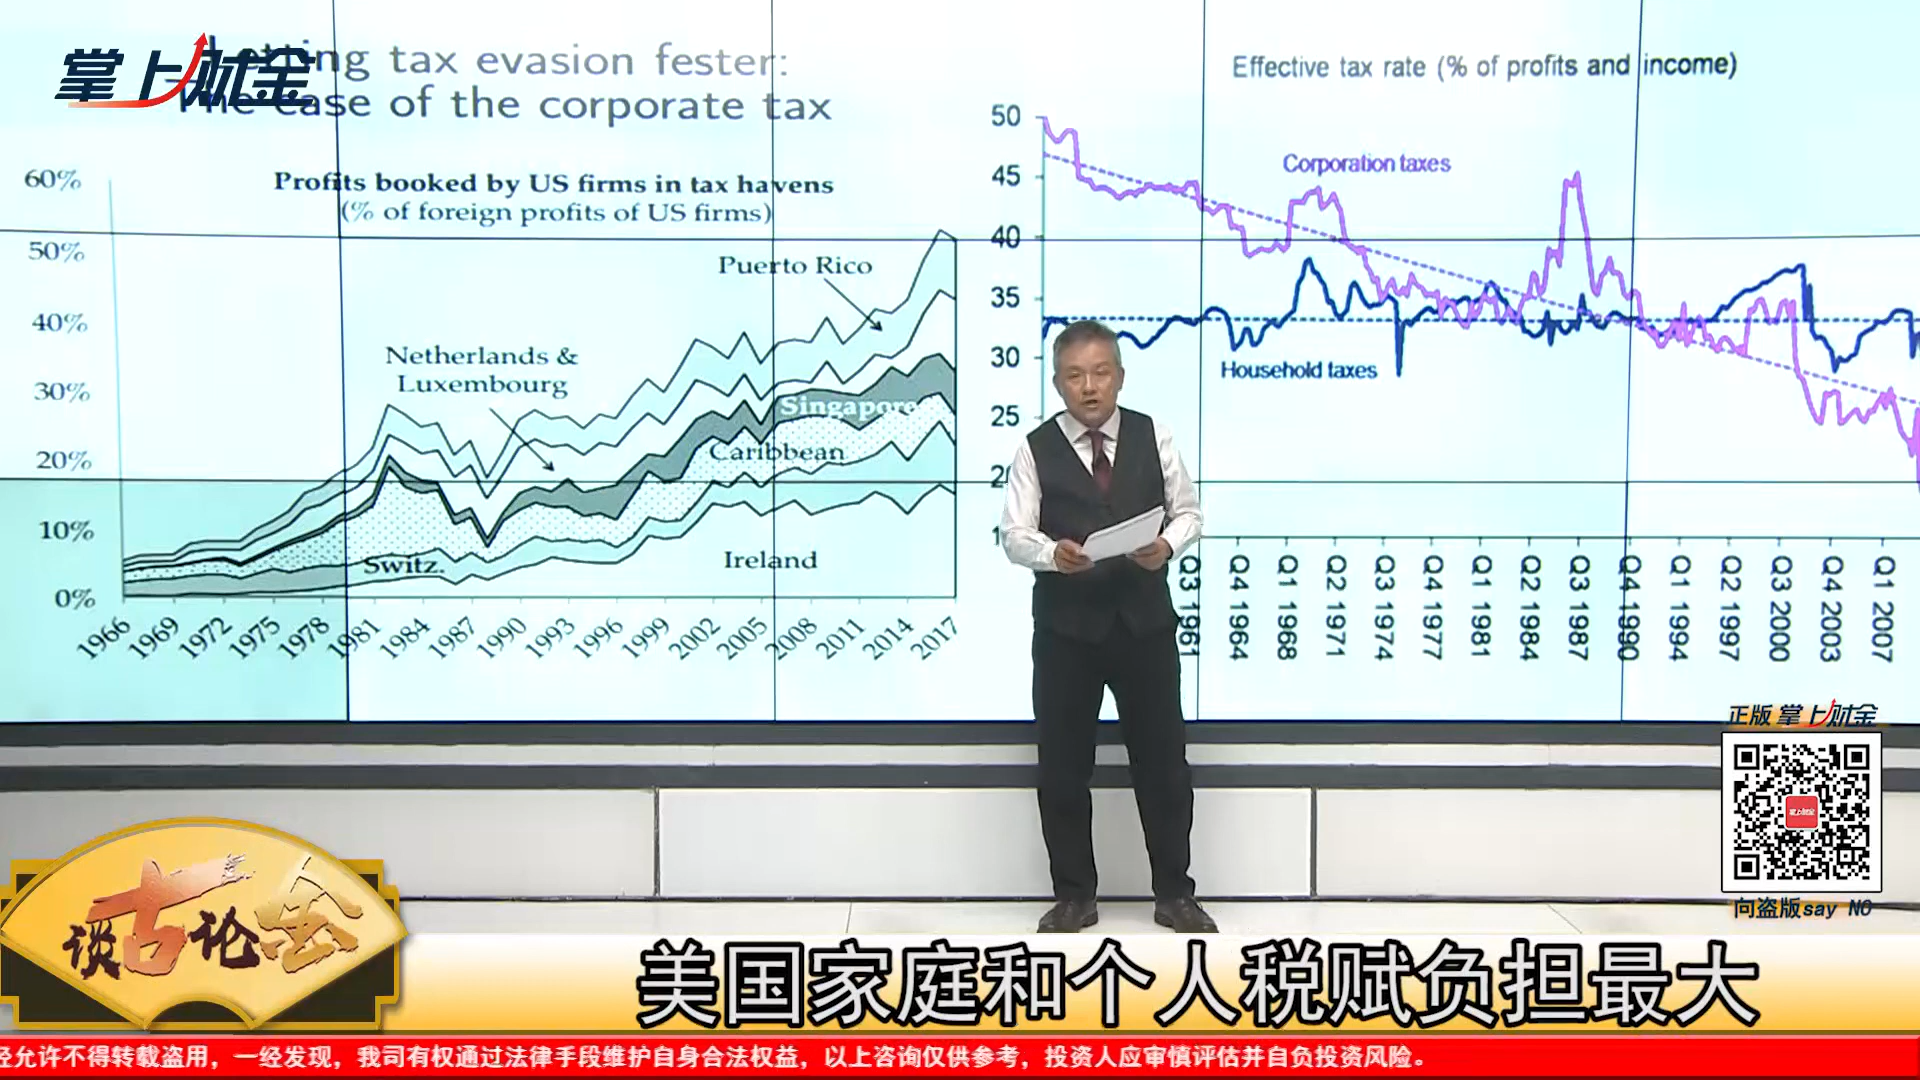 掌上财金
Letting tax evasion fester:
The case of the corporate tax
Profits booked by US firms in tax havens
(% of foreign profits of US firms)
60%
50%
40%
30%
20%
10%
0%
Puerto Rico
Netherlands &
Luxembourg
Singapore
Caribbean
Switz.
Ireland
1966
1969
1972
1975
1978
1981
1984
1987
1990
1993
1996
1999
2002
2005
2008
2011
2014
2017
Effective tax rate (% of profits and income)
50
45
40
35
30
25
Corporation taxes
Household taxes
Q3 1961
Q4 1964
Q1 1968
Q2 1971
Q3 1974
Q4 1977
Q1 1981
Q2 1984
Q3 1987
Q4 1990
Q1 1994
Q2 1997
Q3 2000
Q4 2003
Q1 2007
正版 掌上财金
掌上财金
向盗版say NO
谈古论金
美国家庭和个人税赋负担最大
经允许不得转载盗用，一经发现，我司有权通过法律手段维护自身合法权益，以上咨询仅供参考，投资人应审慎评估并自负投资风险。